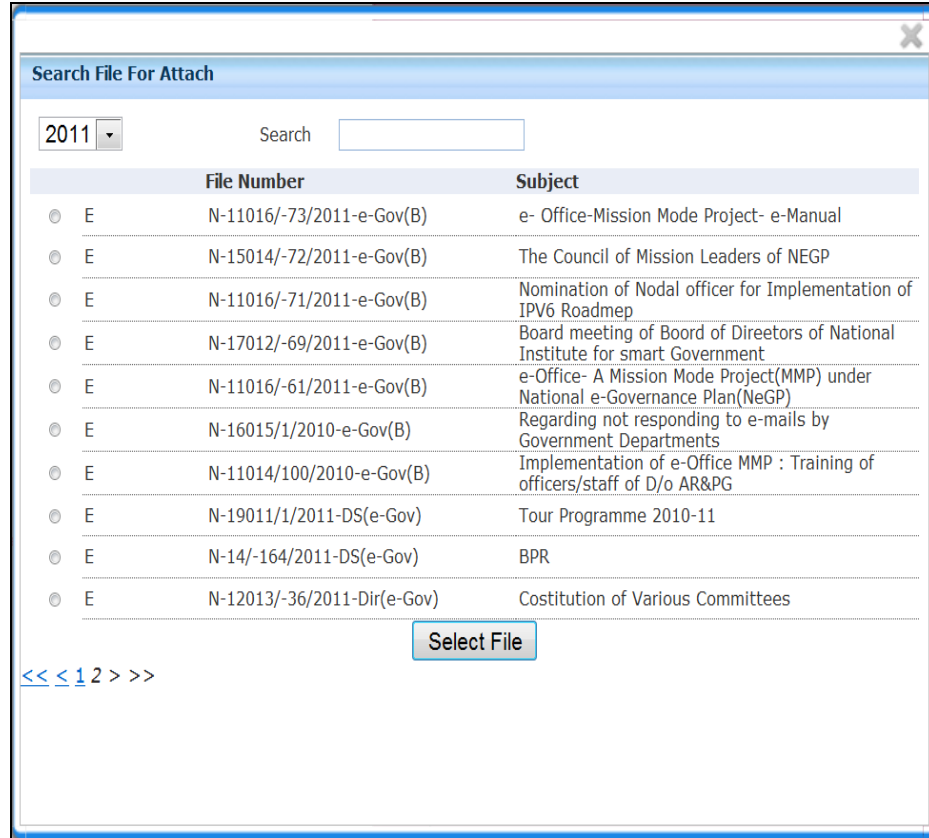 Search File For Attach
2011 Search
File Number Subject
E N-11016/-73/2011-e-Gov(B) e- Office-Mission Mode Project- e-Manual
E N-15014/-72/2011-e-Gov(B) The Council of Mission Leaders of NEGP
E N-11016/-71/2011-e-Gov(B) Nomination of Nodal officer for Implementation of
IPV6 Roadmep
E N-17012/-69/2011-e-Gov(B) Board meeting of Boord of Direetors of National
Institute for smart Government
E N-11016/-61/2011-e-Gov(B) e-Office- A Mission Mode Project(MMP) under
National e-Governance Plan(NeGP)
E N-16015/1/2010-e-Gov(B) Regarding not responding to e-mails by
Government Departments
E N-11014/100/2010-e-Gov(B) Implementation of e-Office MMP : Training of
officers/staff of D/o AR&PG
E N-19011/1/2011-DS(e-Gov) Tour Programme 2010-11
E N-14/-164/2011-DS(e-Gov) BPR
E N-12013/-36/2011-Dir(e-Gov) Costitution of Various Committees
Select File
<< < 1 2 > >>